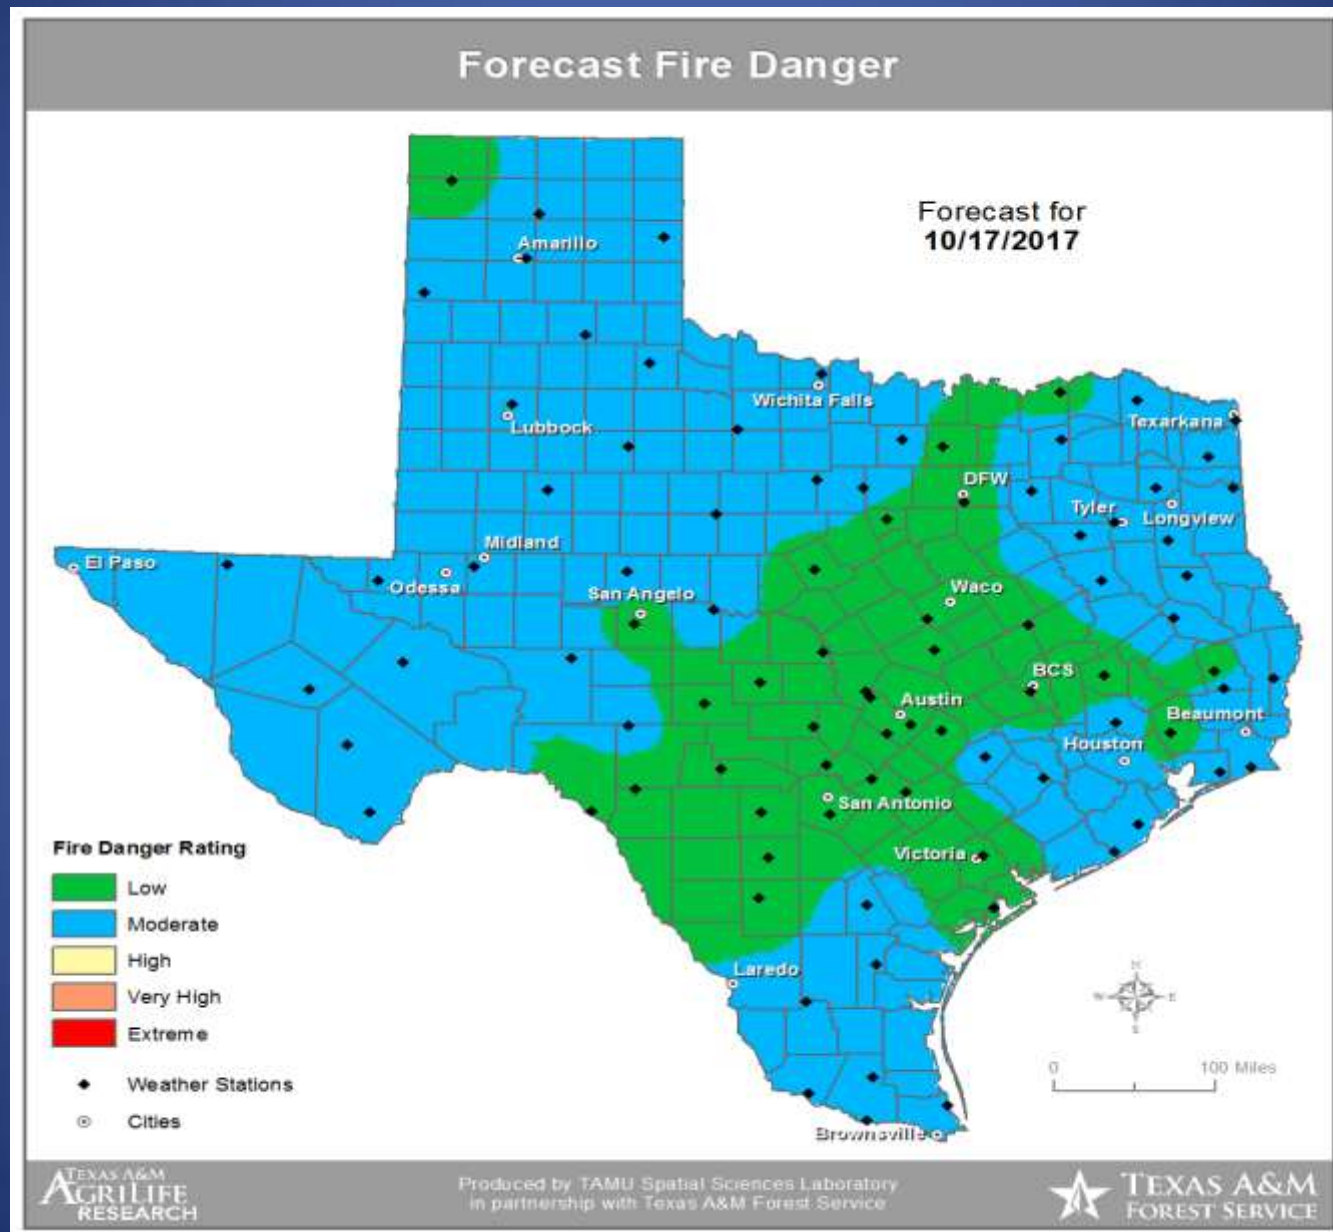 Forecast Fire Danger
Forecast for
10/17/2017
Amarillo
Wichita Falls
Lubbock
Texarkana
DFW
Tyler
Longview
Midland
El Paso
Odessa
San Angelo
Waco
BCS
Austin
Beaumont
Houston
San Antonio
Victoria
Laredo
Brownsville
Fire Danger Rating
Low
Moderate
High
Very High
Extreme
Weather Stations
Cities
N
W
E
S
0 100 Miles
TEXAS A&M
AGRILIFE
RESEARCH
Produced by TAMU Spatial Sciences Laboratory
in partnership with Texas A&M Forest Service
TEXAS A&M
FOREST SERVICE